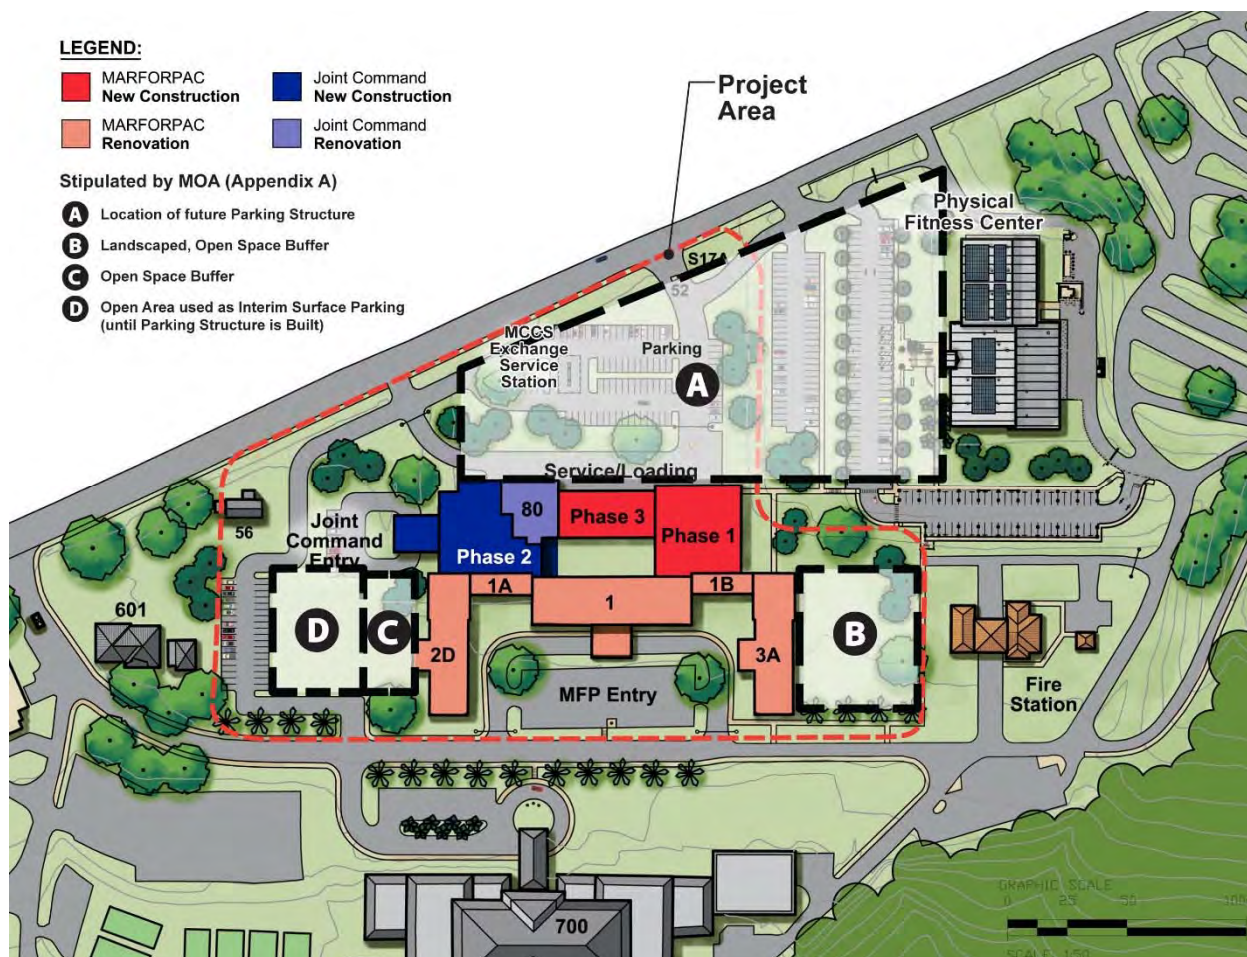 LEGEND:
MARFORPAC
New Construction
Joint Command
New Construction
MARFORPAC
Renovation
Joint Command
Renovation
Stipulated by MOA (Appendix A)
A Location of future Parking Structure
B Landscaped, Open Space Buffer
C Open Space Buffer
D Open Area used as Interim Surface Parking
(until Parking Structure is Built)
Project
Area
Physical
Fitness Center
S17A
52
MCCS
Exchange
Service
Station
Parking
A
Service/Loading
56
Joint
Command
Entry
80
Phase 3
Phase 1
Phase 2
1A
1
1B
601
D
C
2D
3A
B
MFP Entry
Fire
Station
700
GRAPHIC SCALE
0 25 50 100
SCALE 1:50